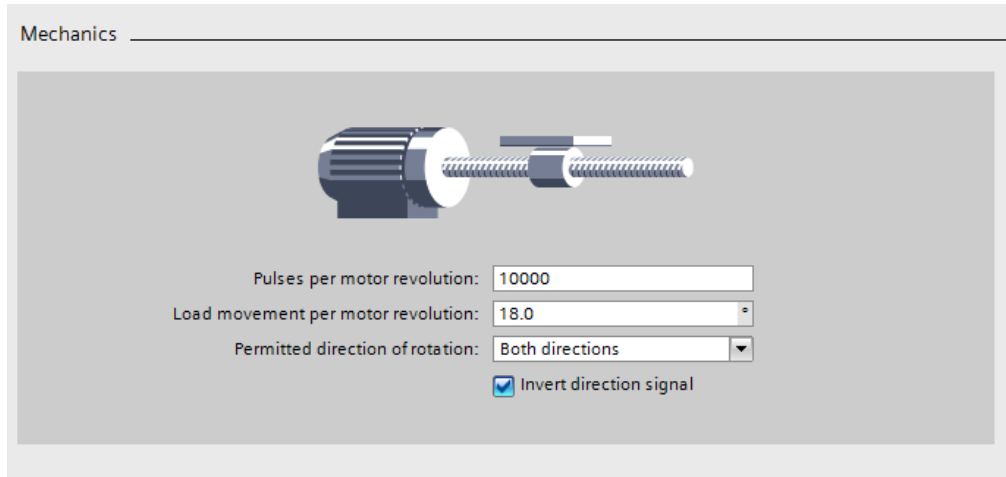 Mechanics
Pulses per motor revolution: 10000
Load movement per motor revolution: 18.0 °
Permitted direction of rotation: Both directions
Invert direction signal